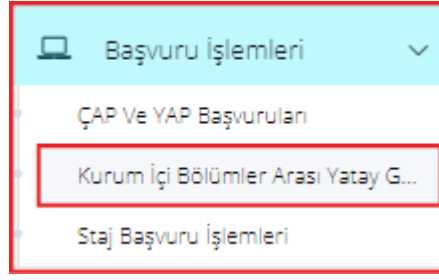 Başvuru İşlemleri
ÇAP Ve YAP Başvuruları
Kurum İçi Bölümler Arası Yatay G...
Staj Başvuru İşlemleri